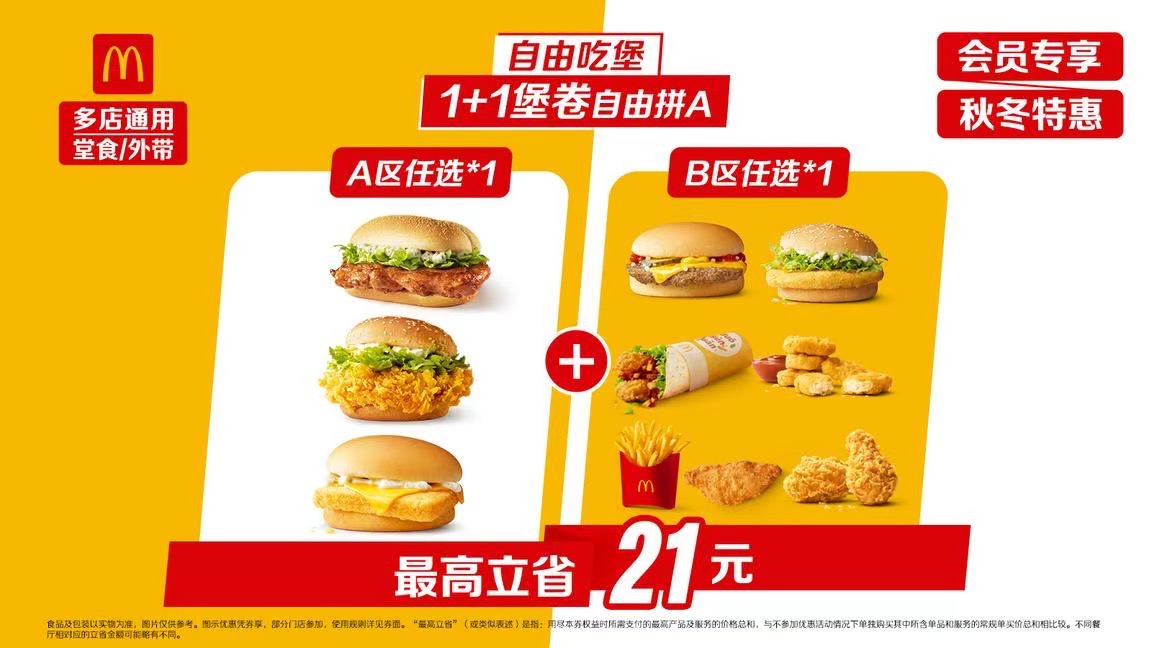 多店通用
堂食/外带
自由吃堡
1+1堡卷自由拼A
会员专享
秋冬特惠
A区任选*1
B区任选*1
+
最高立省21元
食品及包装以实物为准，图片仅供参考。图示优惠凭券享，部分门店参加，使用规则详见券面。“最高立省”（或类似表述）是指：用尽本券权益时所需支付的最高产品及服务的价格总和，与不参加优惠活动情况下单独购买其中所含单品和服务的常规单买价总和相比较。不同餐
厅相对应的立省金额可能略有不同。